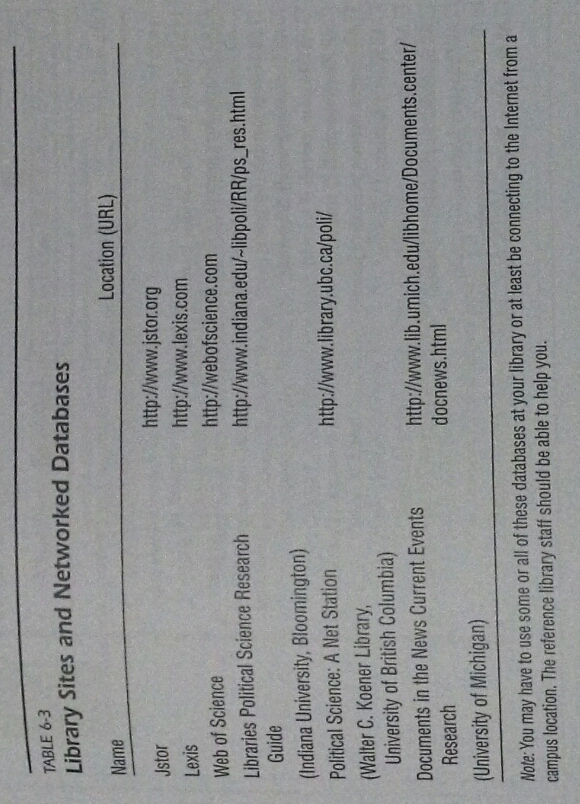 TABLE 6-3
Library Sites and Networked Databases
Name Location (URL)
Jstor http://www.jstor.org
Lexis http://www.lexis.com
Web of Science http://webofscience.com
Libraries Political Science Research http://www.indiana.edu/~libpoli/RR/ps_res.html
Guide
(Indiana University, Bloomington)
Political Science: A Net Station http://www.library.ubc.ca/poli/
(Walter C. Koener Library,
University of British Columbia)
Documents in the News Current Events http://www.lib.umich.edu/libhome/Documents.center/
Research docnews.html
(University of Michigan)
Note: You may have to use some or all of these databases at your library or at least be connecting to the Internet from a
campus location. The reference library staff should be able to help you.